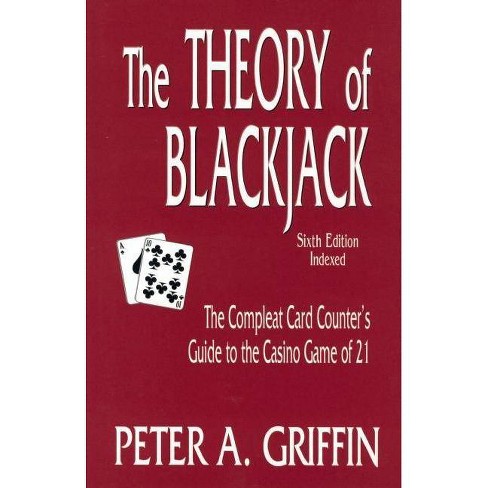 The THEORY of
BLACKJACK
Sixth Edition
Indexed
A
10
The Compleat Card Counter's
Guide to the Casino Game of 21
PETER A. GRIFFIN